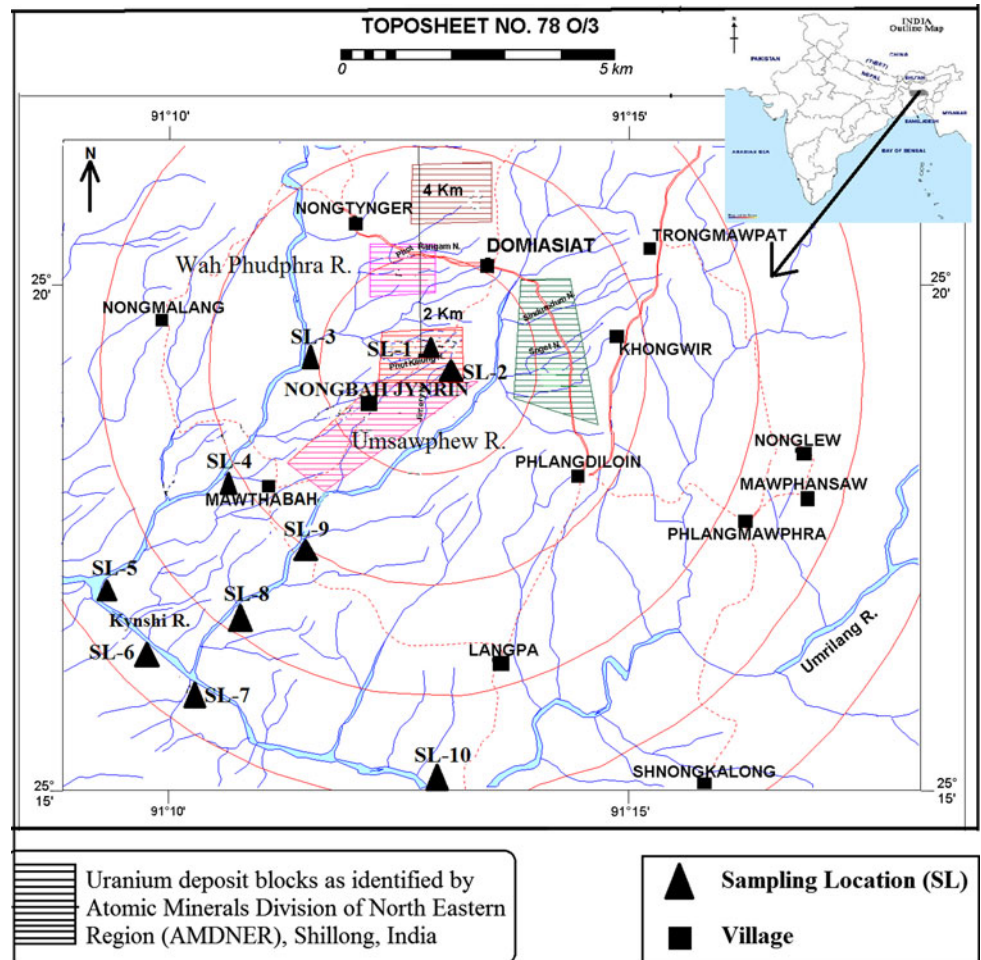 TOPOSHEET NO. 78 O/3
0 5 km
INDIA
Outline Map
PAKISTAN
CHINA
(TIBET)
NEPAL
BHUTAN
BANGLADESH
MYANMAR
ARABIAN SEA
BAY OF BENGAL
91°10'
91°15'
N
4 Km
NONGTYNGER
DOMIASIAT
TRONGMAWPAT
Wah Phudphra R.
25°
20'
25°
20'
NONGMALANG
2 Km
SL-3
SL-1
KHONGWIR
SL-2
NONGBAH JYNRIN
Umsawphew R.
NONGLEW
SL-4
PHLANGDILOIN
MAWTHABAH
MAWPHANSAW
PHLANGMAWPHRA
SL-9
SL-5
SL-8
Kynshi R.
SL-6
LANGPA
Umrilang R.
SL-7
SL-10
SHNONGKALONG
25°
15'
25°
15'
91°10'
91°15'
Uranium deposit blocks as identified by
Atomic Minerals Division of North Eastern
Region (AMDNER), Shillong, India
Sampling Location (SL)
Village